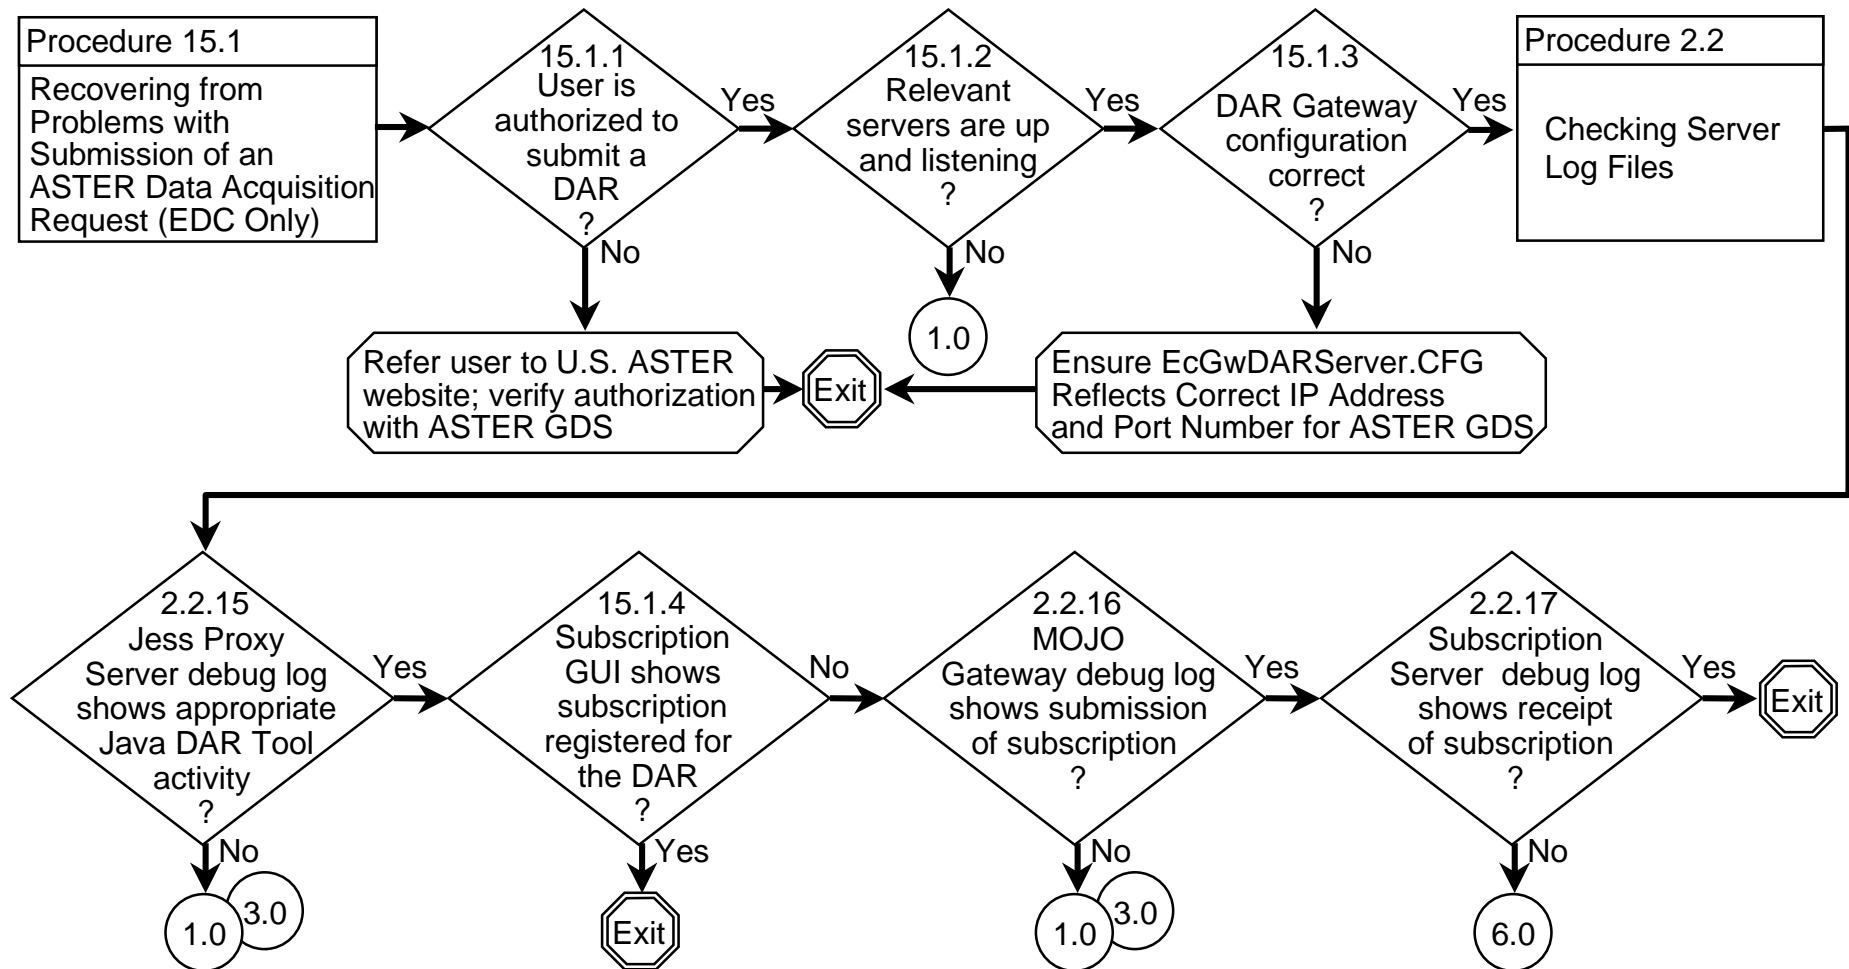 Procedure 15.1
Recovering from
Problems with
Submission of an
ASTER Data Acquisition
Request (EDC Only)
15.1.1
User is
authorized to
submit a
DAR
?
Yes
No
15.1.2
Relevant
servers are up
and listening
?
Yes
No
1.0
15.1.3
DAR Gateway
configuration
correct
?
Yes
No
Procedure 2.2
Checking Server
Log Files
Refer user to U.S. ASTER
website; verify authorization
with ASTER GDS
Exit
Ensure EcGwDARServer.CFG
Reflects Correct IP Address
and Port Number for ASTER GDS
2.2.15
Jess Proxy
Server debug log
shows appropriate
Java DAR Tool
activity
?
Yes
No
1.0
3.0
15.1.4
Subscription
GUI shows
subscription
registered for
the DAR
?
No
Yes
Exit
2.2.16
MOJO
Gateway debug log
shows submission
of subscription
?
Yes
No
1.0
3.0
2.2.17
Subscription
Server debug log
shows receipt
of subscription
?
Yes
Exit
No
6.0